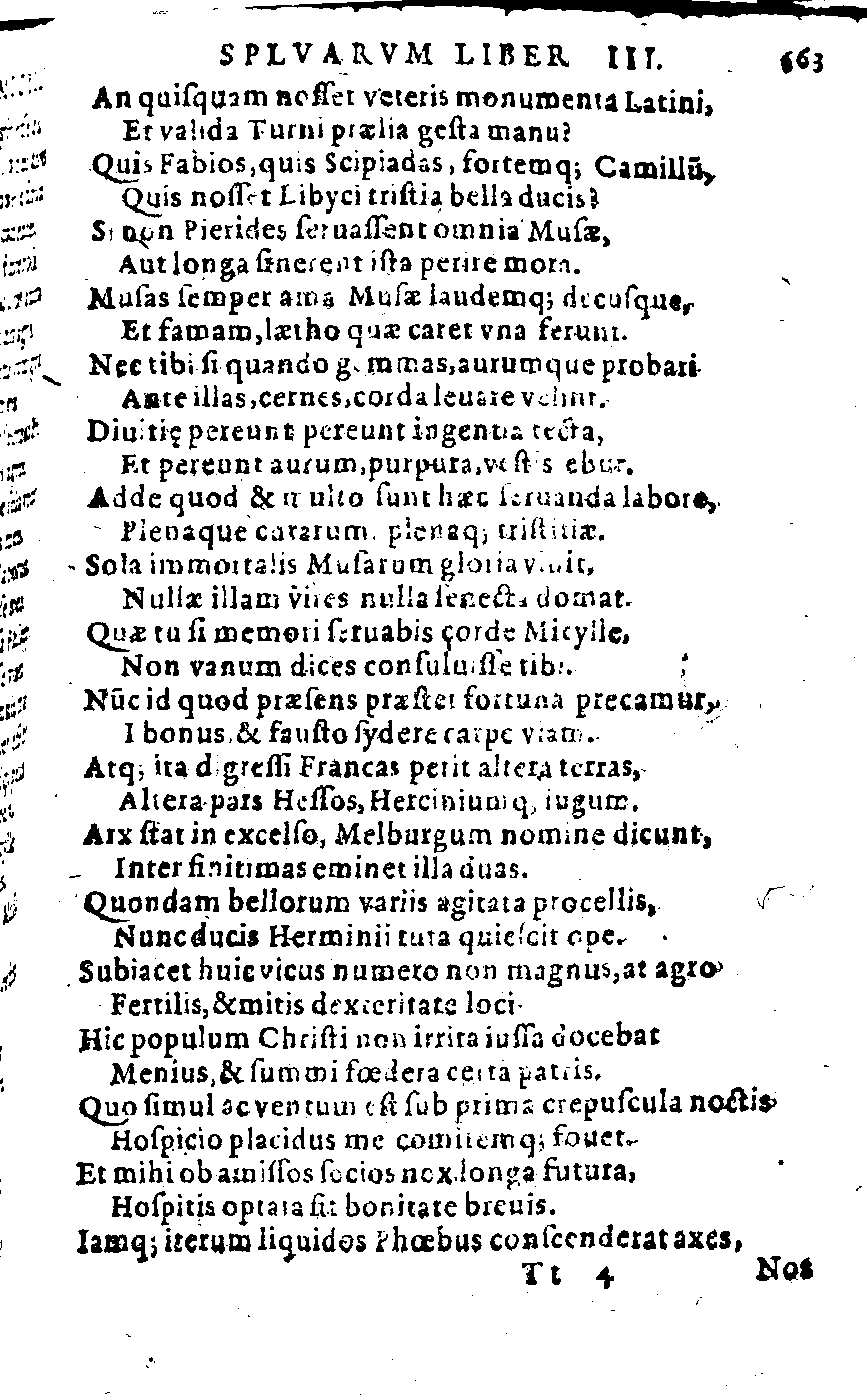 SPLVARVM LIBER III. 663
An quiſquam noſſet veteris monumenta Latini,
Et valida Turni prælia geſta manu?
Quis Fabios, quis Scipiadas, fortemq; Camillū,
Quis noſſet Libyci triſtia bella ducis?
Si non Pierides ſeruaſſent omnia Muſæ,
Aut longa ſinerent iſta perire mora.
Muſas ſemper ama Muſæ laudemq; decuſque,
Et famam, lætho quæ caret vna ferunt.
Nec tibi ſi quando gemmas, aurumque probari
Ante illas, cernes, corda leuare velint.
Diuitię pereunt pereunt ingentia tecta,
Et pereunt aurum, purpura, veſtis ebur.
Adde quod & multo ſunt hæc ſeruanda labore,
Plenaque curarum, plenaq; triſtitiæ.
Sola immortalis Muſarum gloria viuit,
Nullæ illam vires nulla ſenecta domat.
Quæ tu ſi memori ſeruabis corde Micylle,
Non vanum dices conſuluiſſe tibi.
Nūc id quod præſens præſtet fortuna precamur,
I bonus, & fauſto ſydere carpe viam.
Atq; ita digreſſi Francas petit altera terras,
Altera pars Heſſos, Herciniumq, iugum.
Arx ſtat in excelſo, Melburgum nomine dicunt,
Inter finitimas eminet illa duas.
Quondam bellorum variis agitata procellis,
Nunc ducis Herminii tuta quieſcit ope.
Subiacet huic vicus numero non magnus, at agro
Fertilis, & mitis dexteritate loci
Hic populum Chriſti non irrita iuſſa docebat
Menius, & ſummi fœdera certa patris.
Quo ſimul ac ventum eſt ſub prima crepuſcula noctis
Hoſpicio placidus me comitemq; fouet.
Et mihi ob amiſſos ſocios nox longa futura,
Hoſpitis optata fit bonitate breuis.
Iamq; iterum liquidos Phœbus conſcenderat axes,
Tt 4 Nos